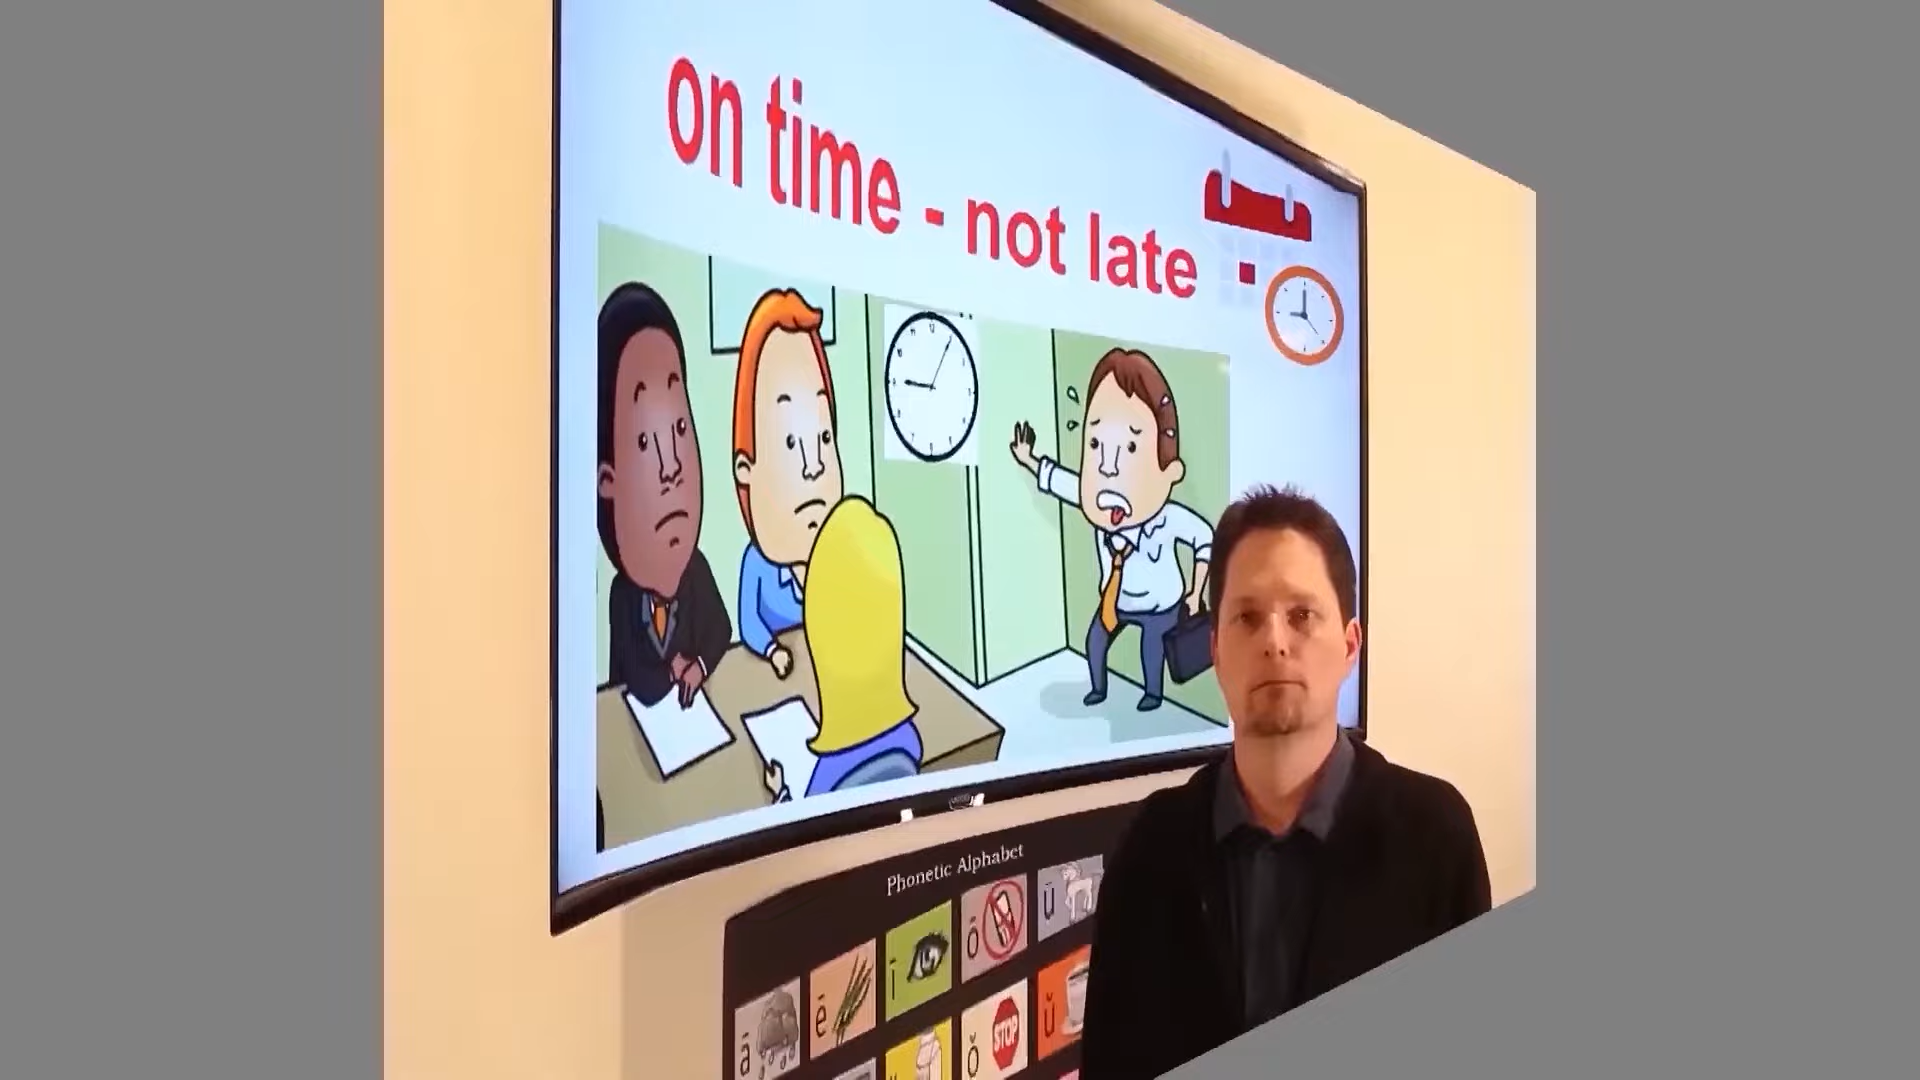 on time - not late -
Phonetic Alphabet
ā ē ī ō ū
ŏ ŭ
STOP